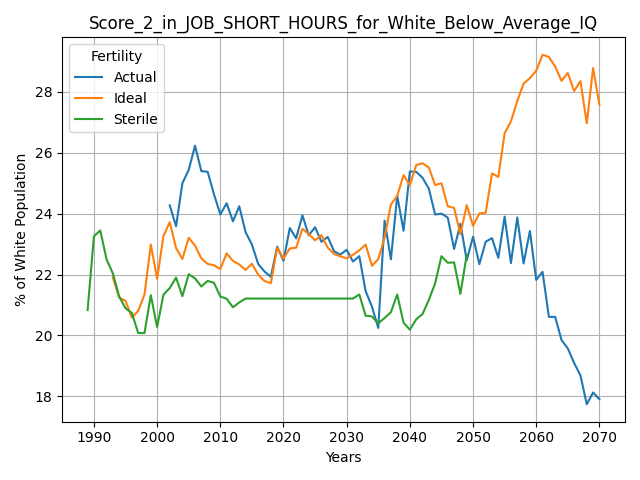 Score_2_in_JOB_SHORT_HOURS_for_White_Below_Average_IQ
Fertility
Actual
Ideal
Sterile
% of White Population
28
26
24
22
20
18
1990 2000 2010 2020 2030 2040 2050 2060 2070
Years